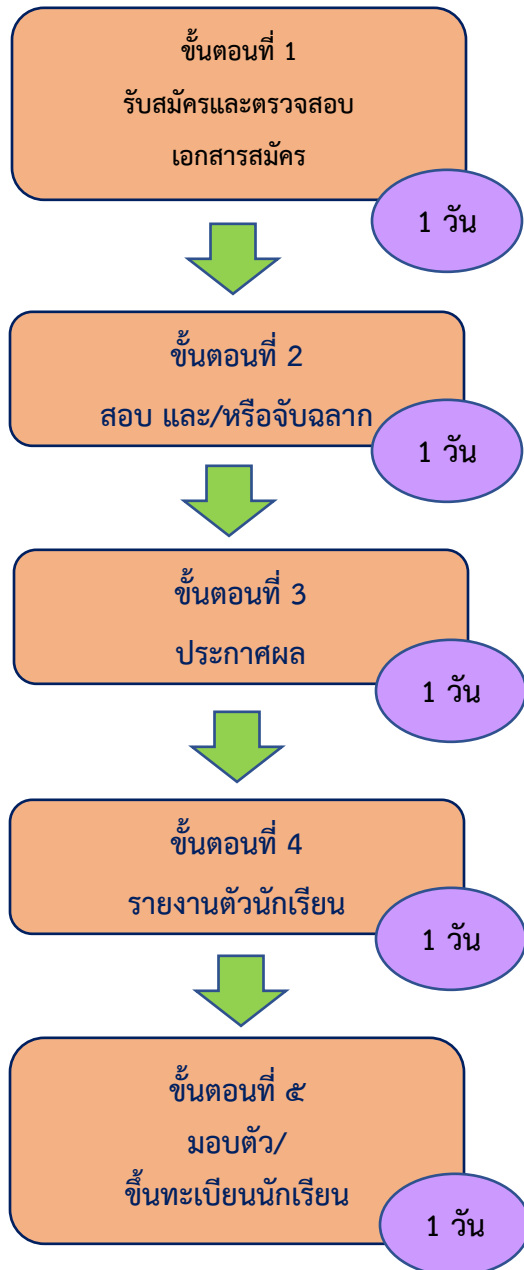 ขั้นตอนที่ 1
รับสมัครและตรวจสอบ
เอกสารสมัคร
1 วัน
ขั้นตอนที่ 2
สอบ และ/หรือจับฉลาก
1 วัน
ขั้นตอนที่ 3
ประกาศผล
1 วัน
ขั้นตอนที่ 4
รายงานตัวนักเรียน
1 วัน
ขั้นตอนที่ ๕
มอบตัว/
ขึ้นทะเบียนนักเรียน
1 วัน